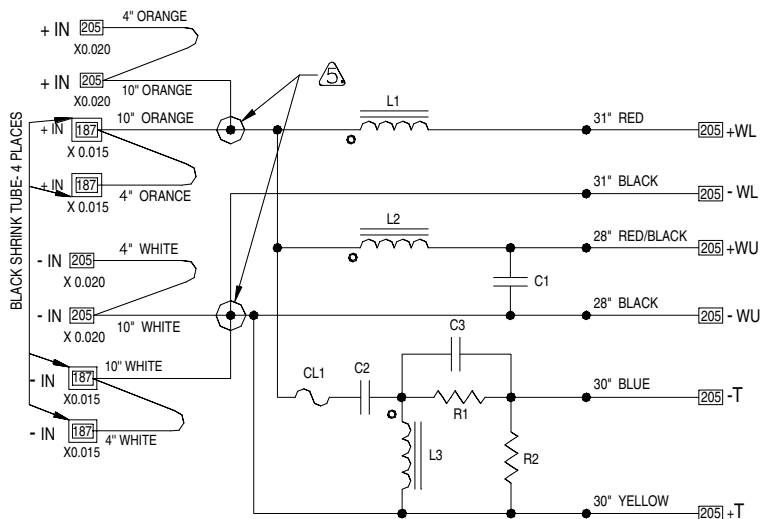 4" ORANGE
+ IN 205
X0.020
+ IN 205
X0.020
10" ORANGE
5.
+ IN 187
X 0.015
10" ORANGE
L1
31" RED
205 +WL
+ IN 187
X 0.015
4" ORANCE
31" BLACK
205 - WL
BLACK SHRINK TUBE- 4 PLACES
L2
28" RED/BLACK
205 +WU
- IN 205
X 0.020
4" WHITE
C1
- IN 205
X 0.020
10" WHITE
28" BLACK
205 - WU
C3
- IN 187
X0.015
10" WHITE
CL1
C2
R1
30" BLUE
205 -T
- IN 187
X0.015
4" WHITE
L3
R2
30" YELLOW
205 +T